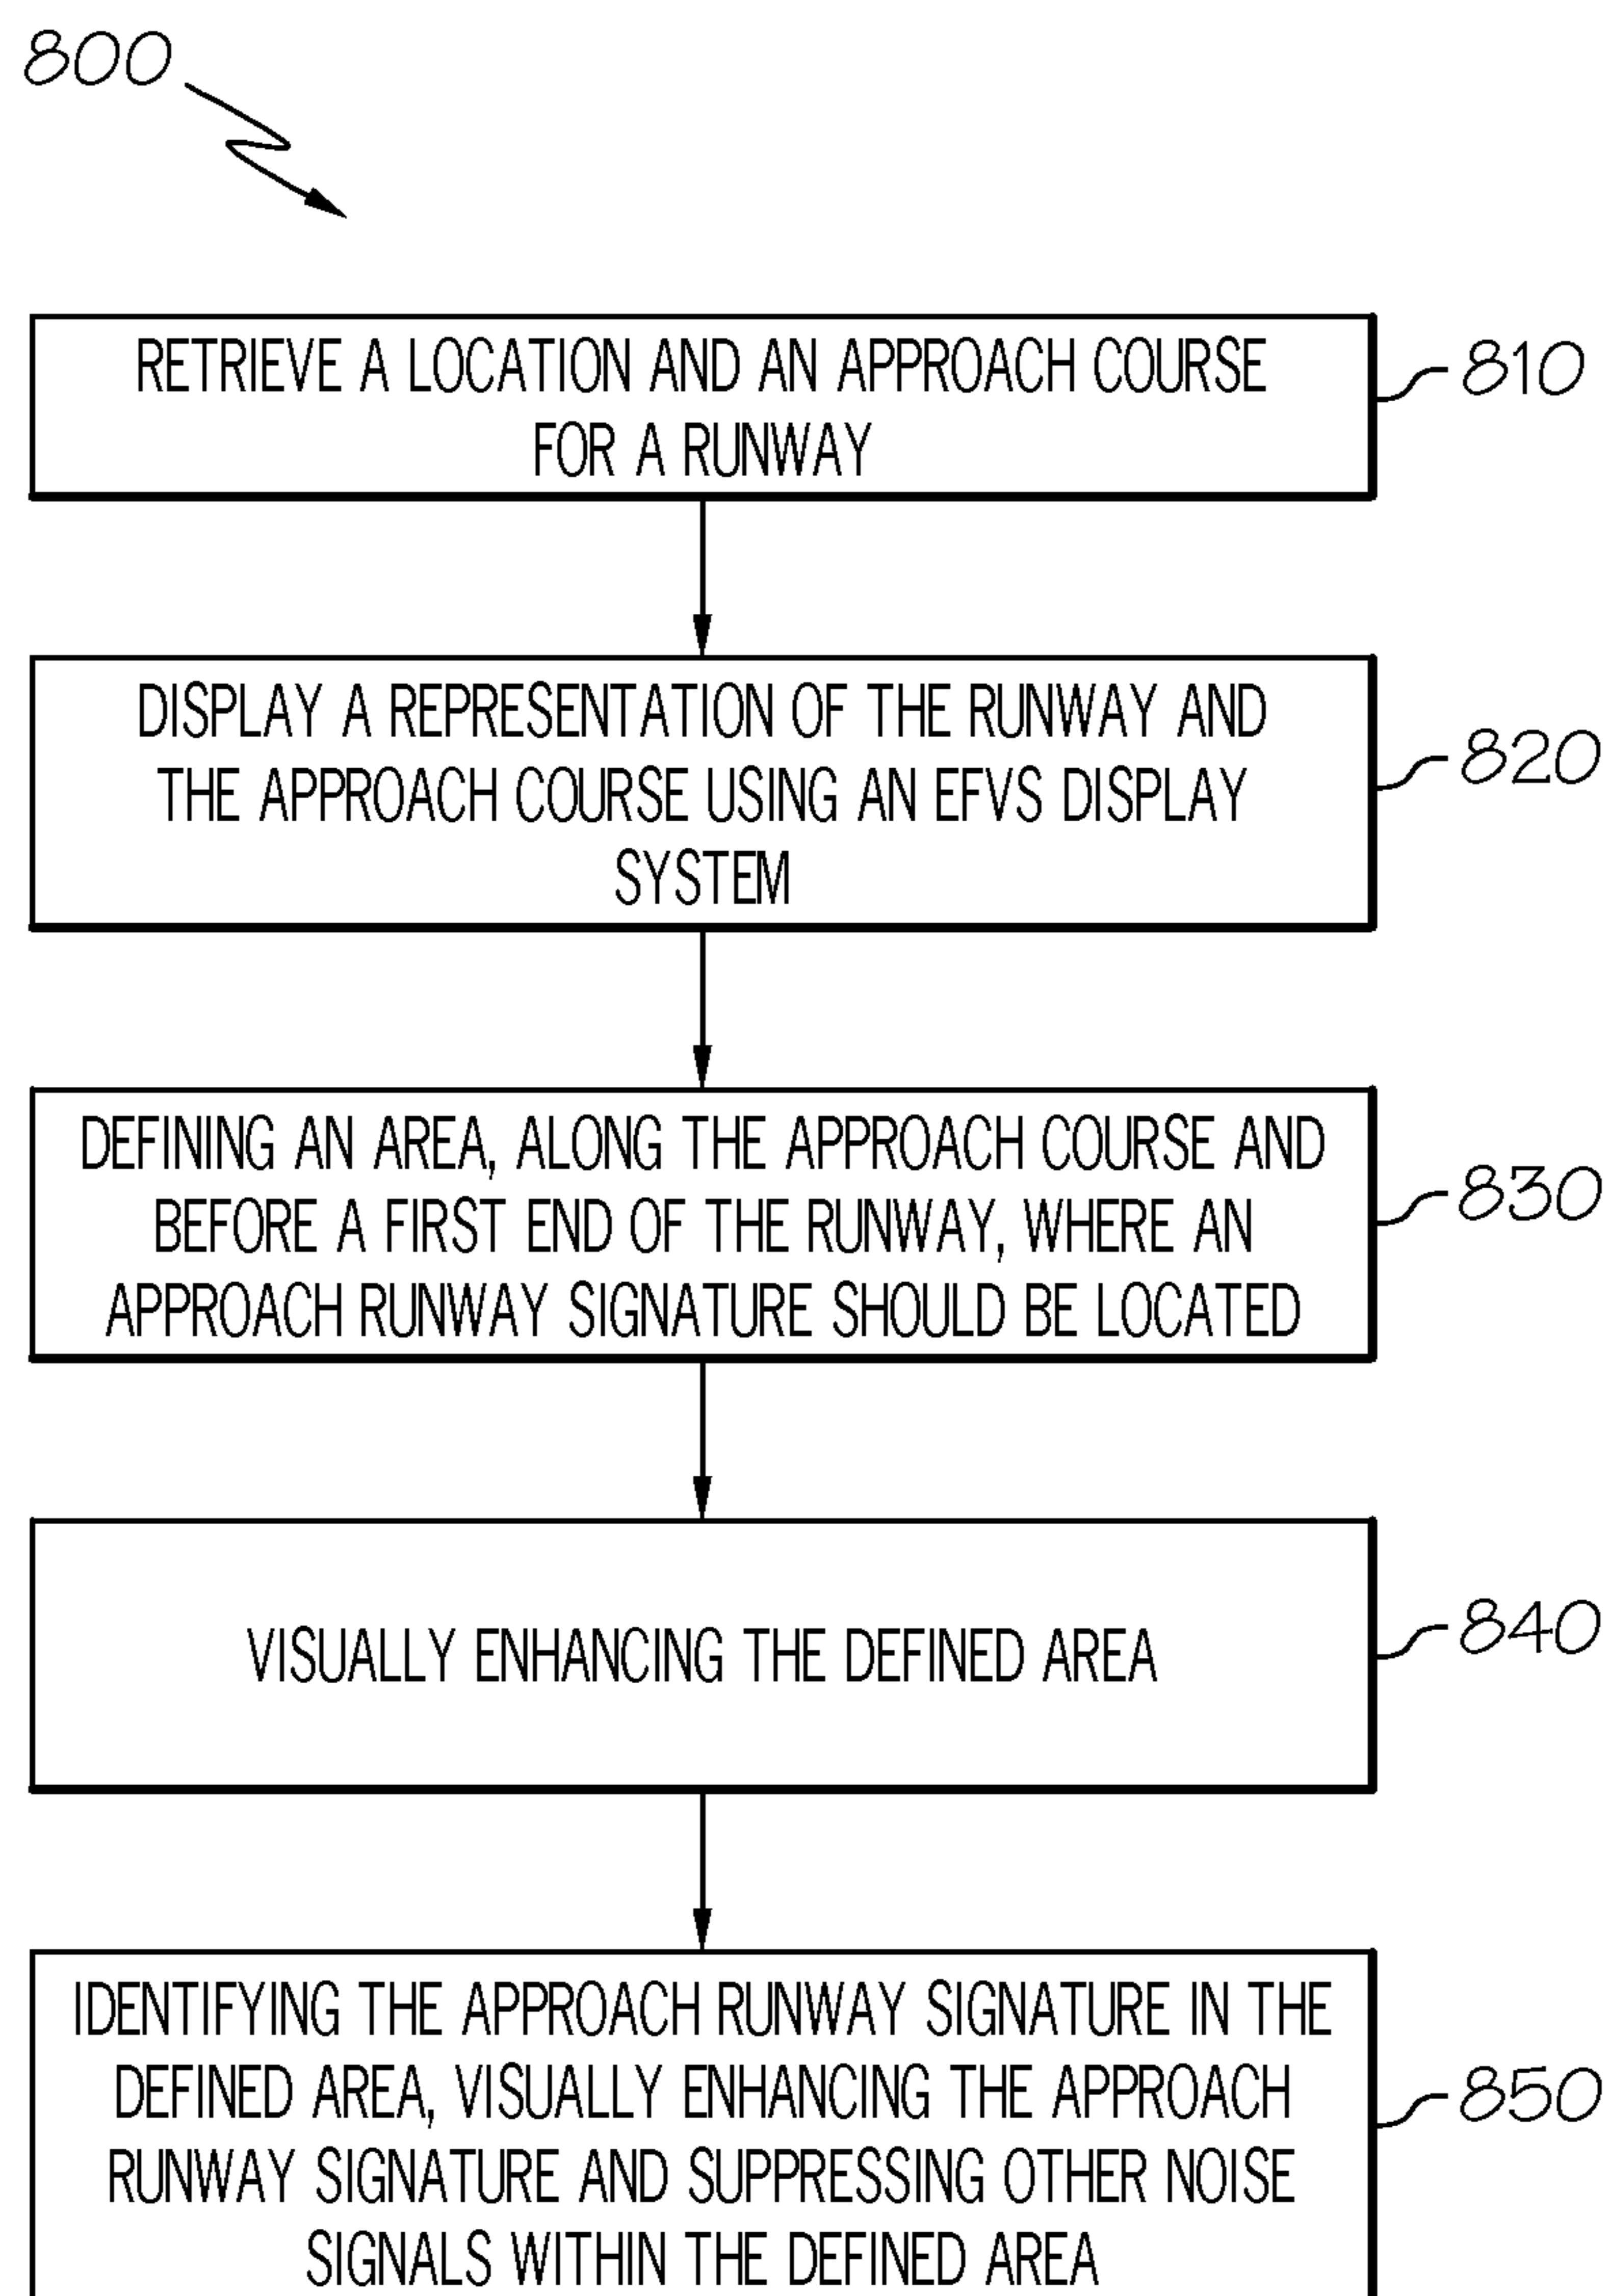 800
RETRIEVE A LOCATION AND AN APPROACH COURSE
FOR A RUNWAY
810
DISPLAY A REPRESENTATION OF THE RUNWAY AND
THE APPROACH COURSE USING AN EFVS DISPLAY
SYSTEM
820
DEFINING AN AREA, ALONG THE APPROACH COURSE AND
BEFORE A FIRST END OF THE RUNWAY, WHERE AN
APPROACH RUNWAY SIGNATURE SHOULD BE LOCATED
830
VISUALLY ENHANCING THE DEFINED AREA
840
IDENTIFYING THE APPROACH RUNWAY SIGNATURE IN THE
DEFINED AREA, VISUALLY ENHANCING THE APPROACH
RUNWAY SIGNATURE AND SUPPRESSING OTHER NOISE
SIGNALS WITHIN THE DEFINED AREA
850